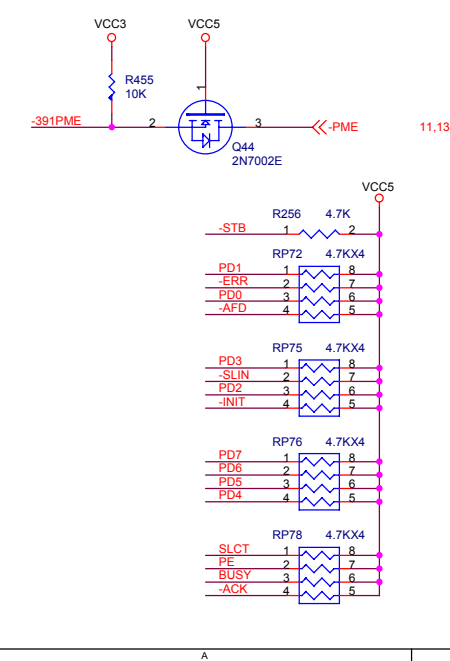 VCC3 VCC5
R455
10K
1
-391PME 2 3 -PME 11,13
Q44
2N7002E
VCC5
R256 4.7K
-STB 1 2
RP72 4.7KX4
PD1 1 8
-ERR 2 7
PD0 3 6
-AFD 4 5
RP75 4.7KX4
PD3 1 8
-SLIN 2 7
PD2 3 6
-INIT 4 5
RP76 4.7KX4
PD7 1 8
PD6 2 7
PD5 3 6
PD4 4 5
RP78 4.7KX4
SLCT 1 8
PE 2 7
BUSY 3 6
-ACK 4 5
A